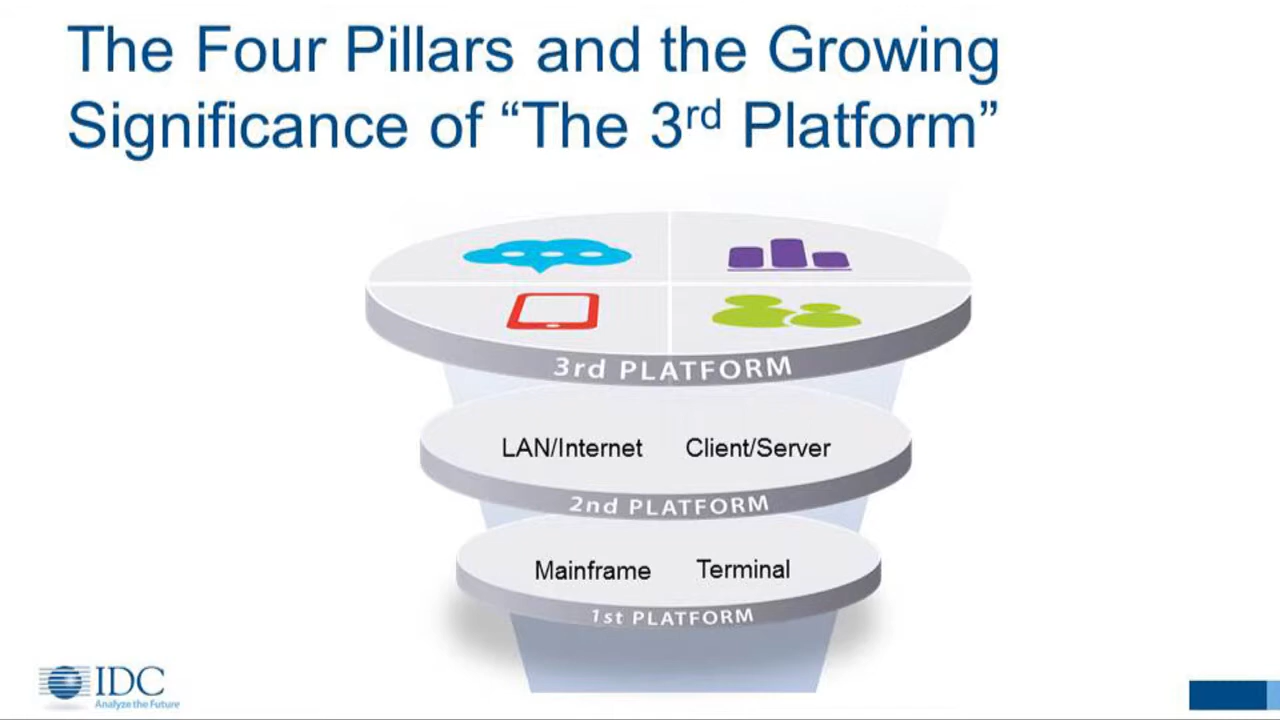 The Four Pillars and the Growing
Significance of “The 3rd Platform”
3rd PLATFORM
LAN/Internet Client/Server
2nd PLATFORM
Mainframe Terminal
1st PLATFORM
IDC
Analyze the Future